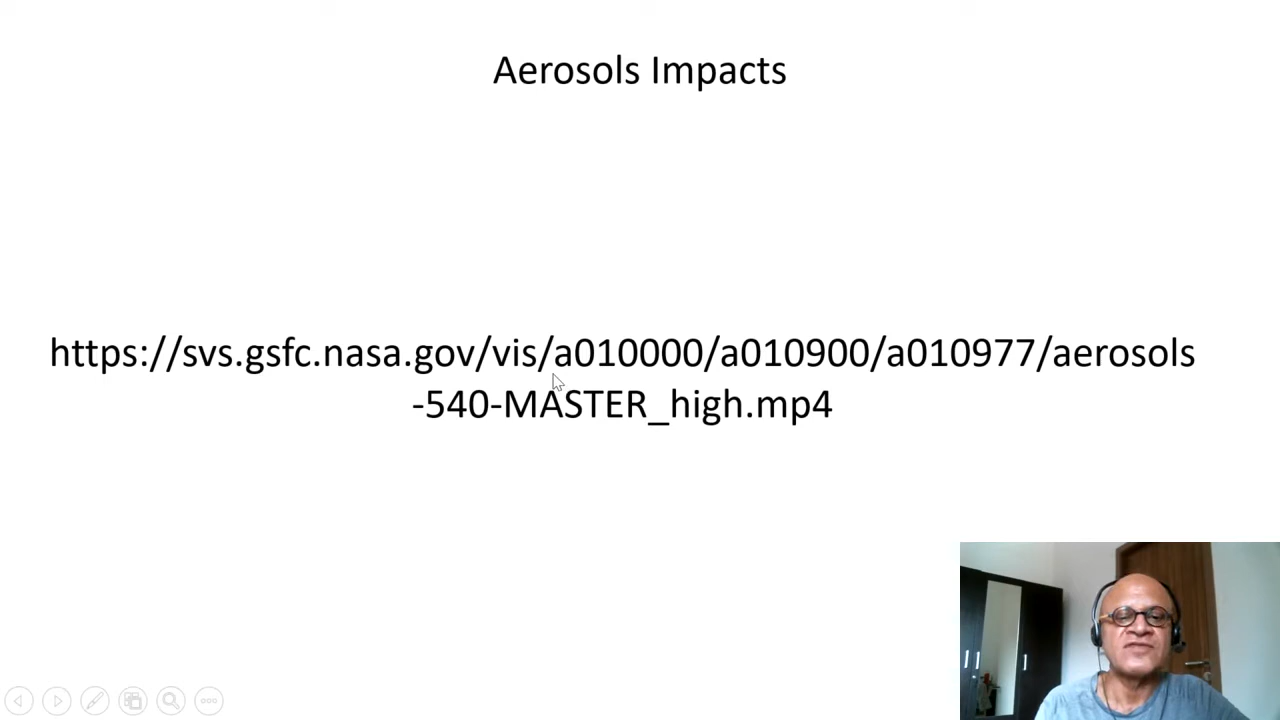 Aerosols Impacts
https://svs.gsfc.nasa.gov/vis/a010000/a010900/a010977/aerosols
-540-MASTER_high.mp4